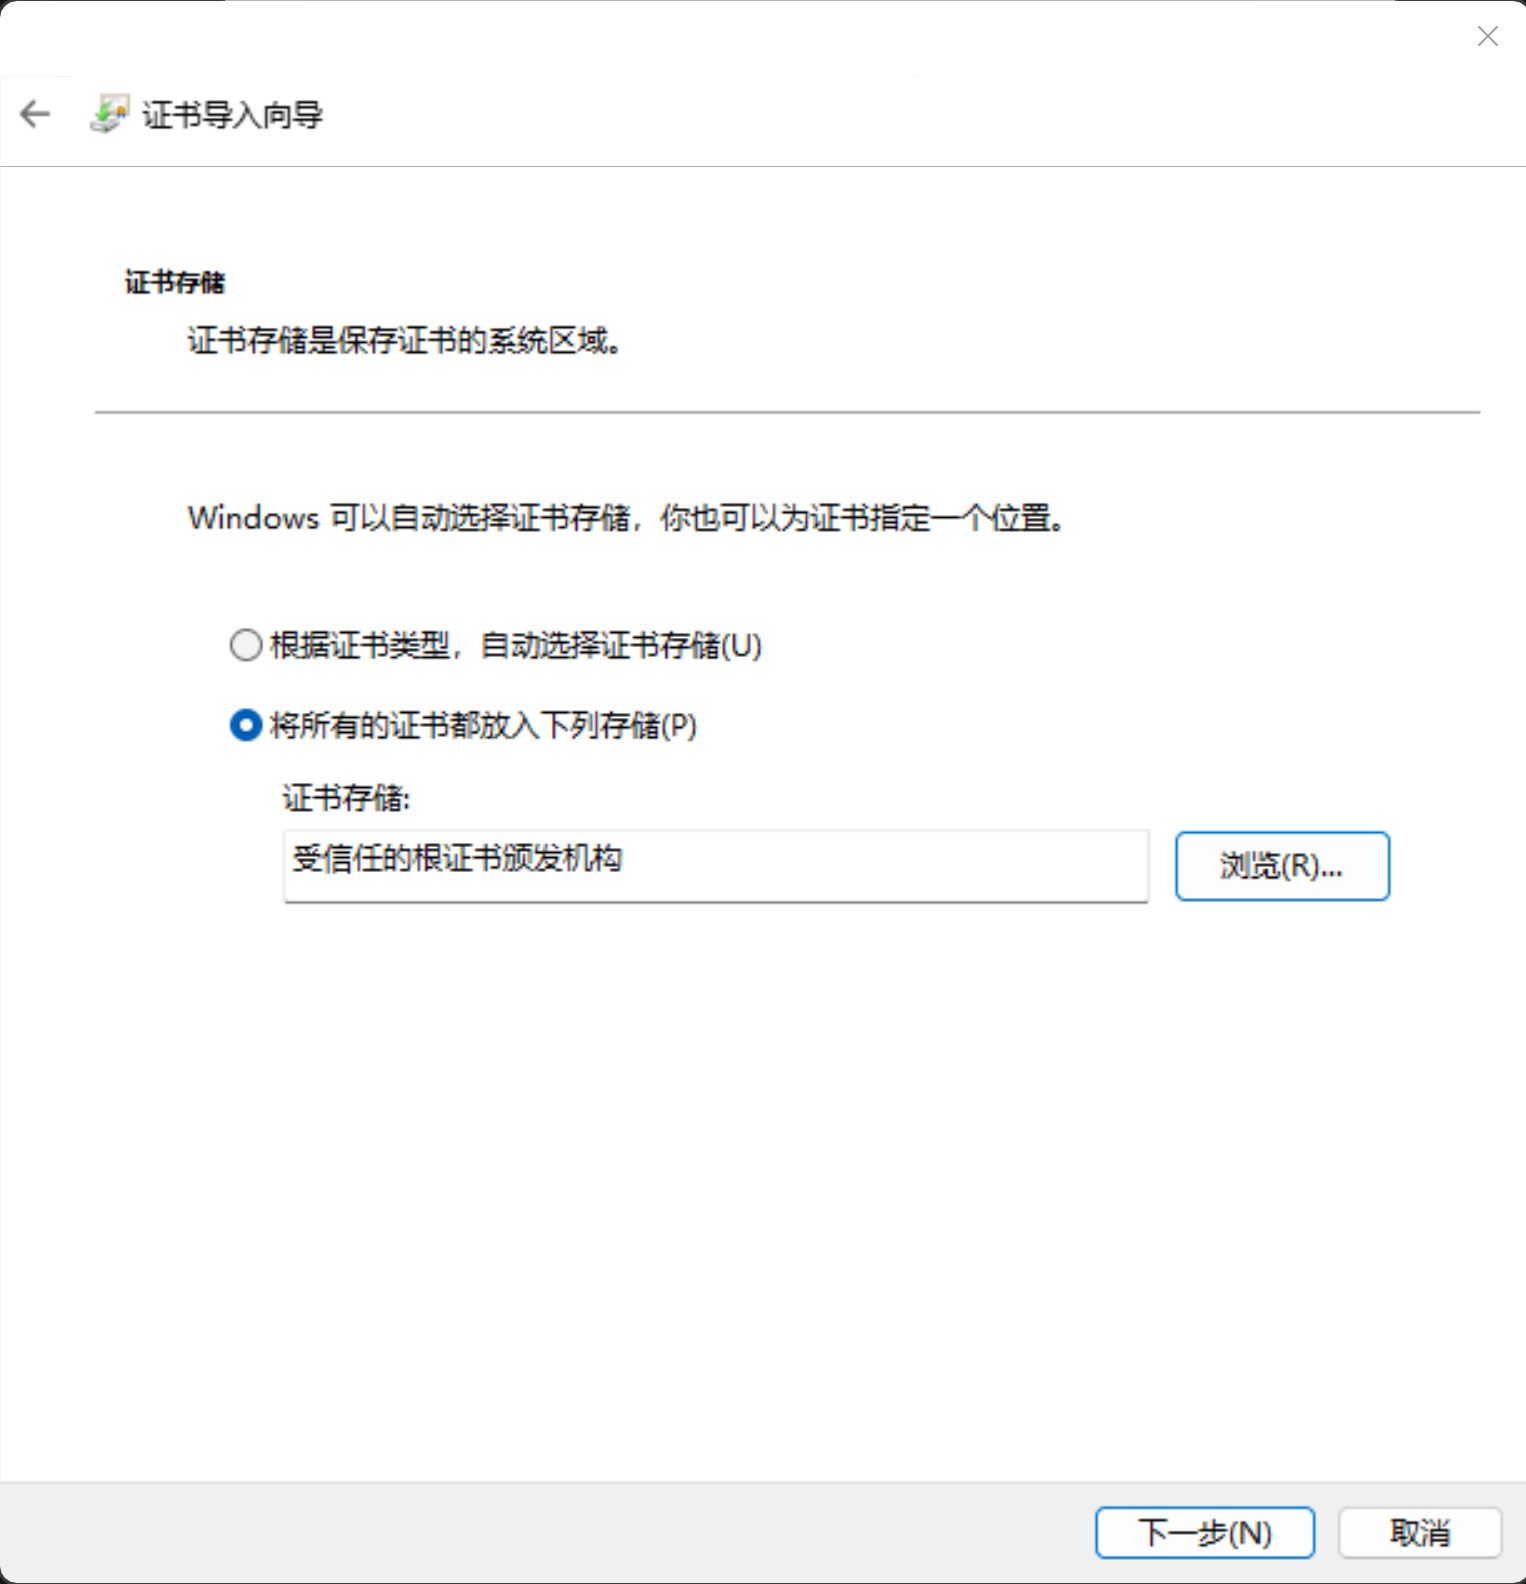 证书导入向导
证书存储
证书存储是保存证书的系统区域。
Windows 可以自动选择证书存储，你也可以为证书指定一个位置。
根据证书类型，自动选择证书存储(U)
将所有的证书都放入下列存储(P)
证书存储:
受信任的根证书颁发机构
浏览(R)...
下一步(N)
取消